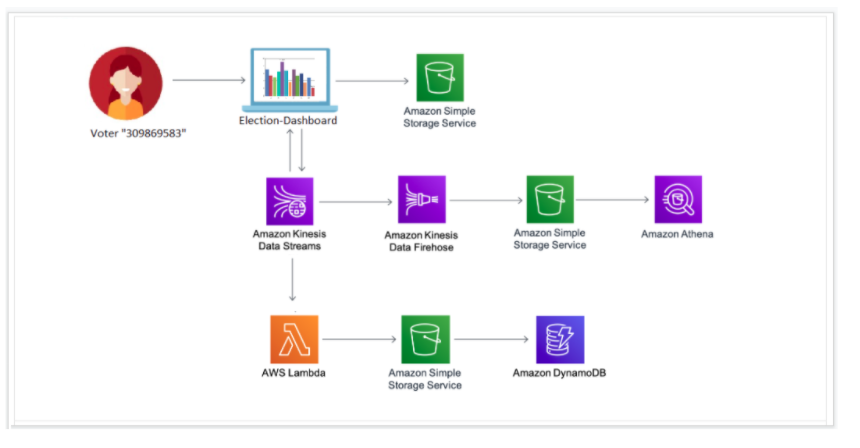 Voter "309869583"
Election-Dashboard
Amazon Simple
Storage Service
Amazon Kinesis
Data Streams
Amazon Kinesis
Data Firehose
Amazon Simple
Storage Service
Amazon Athena
AWS Lambda
Amazon Simple
Storage Service
Amazon DynamoDB